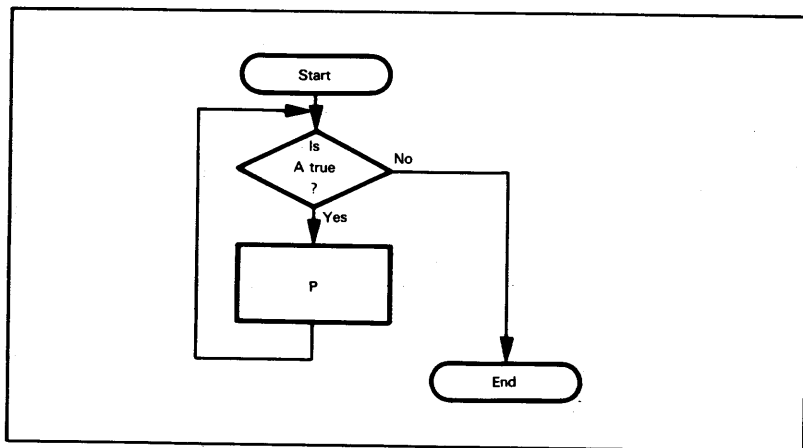 Start
Is
A true
?
No
Yes
P
End